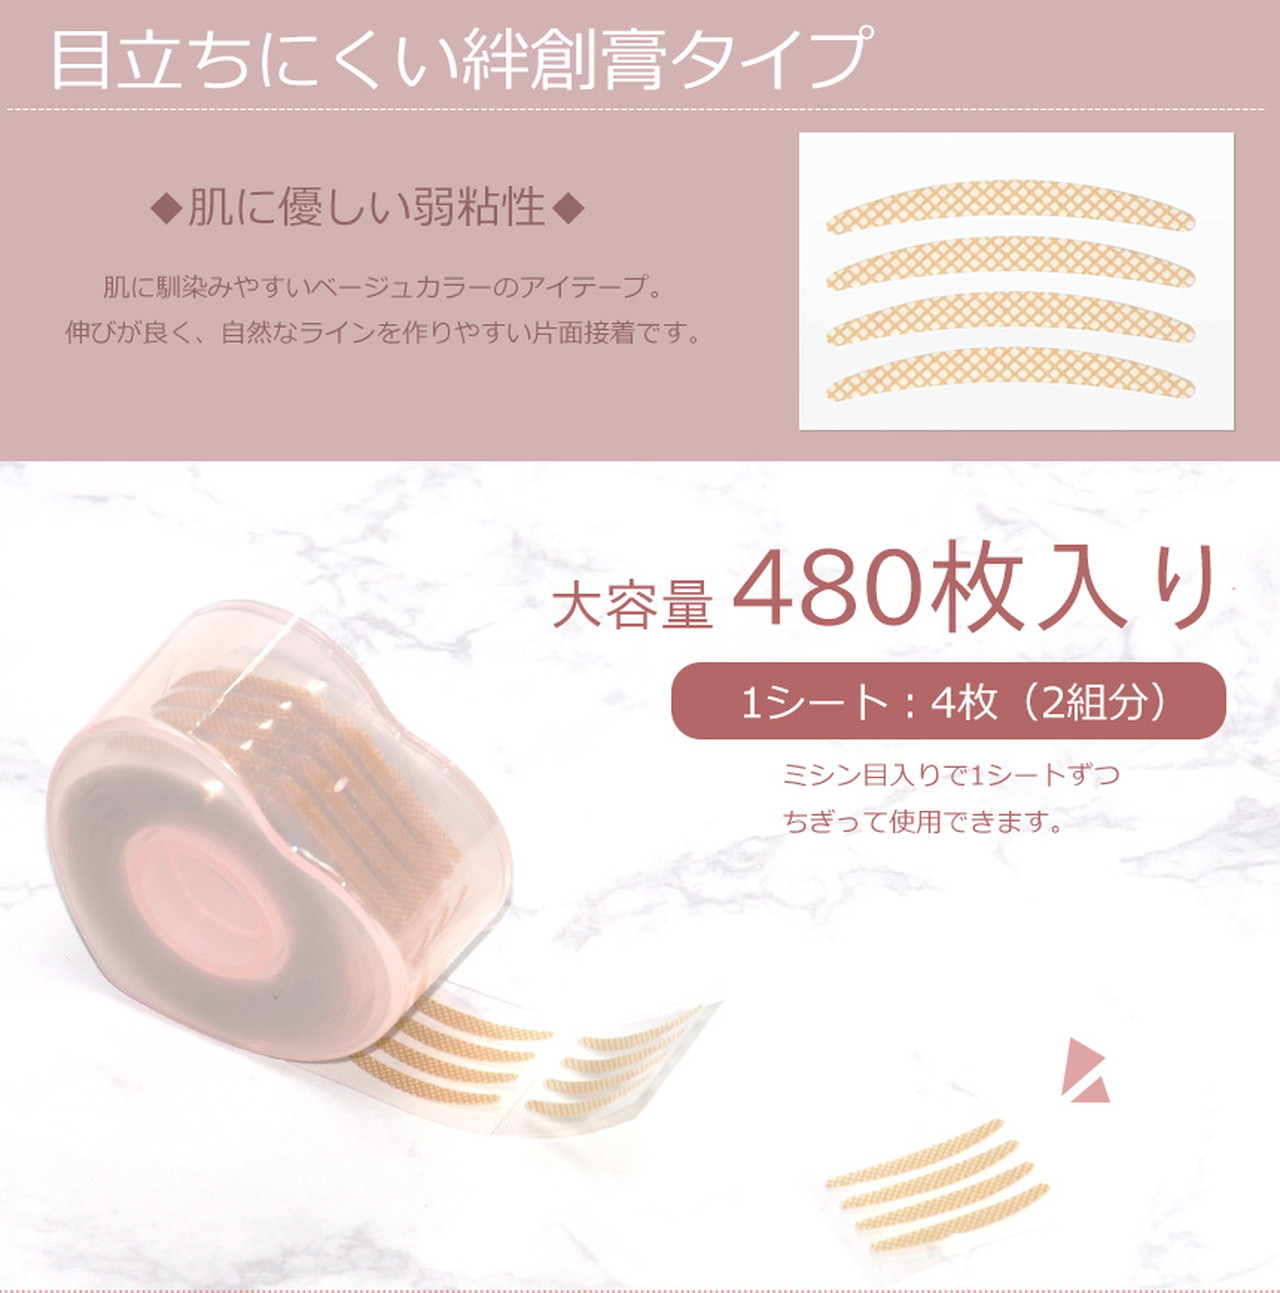 目立ちにくい絆創膏タイプ
◆肌に優しい弱粘性◆
肌に馴染みやすいベージュカラーのアイテープ。
伸びが良く、自然なラインを作りやすい片面接着です。
大容量 480枚入り
1シート：4枚（2組分）
ミシン目入りで1シートずつ
ちぎって使用できます。